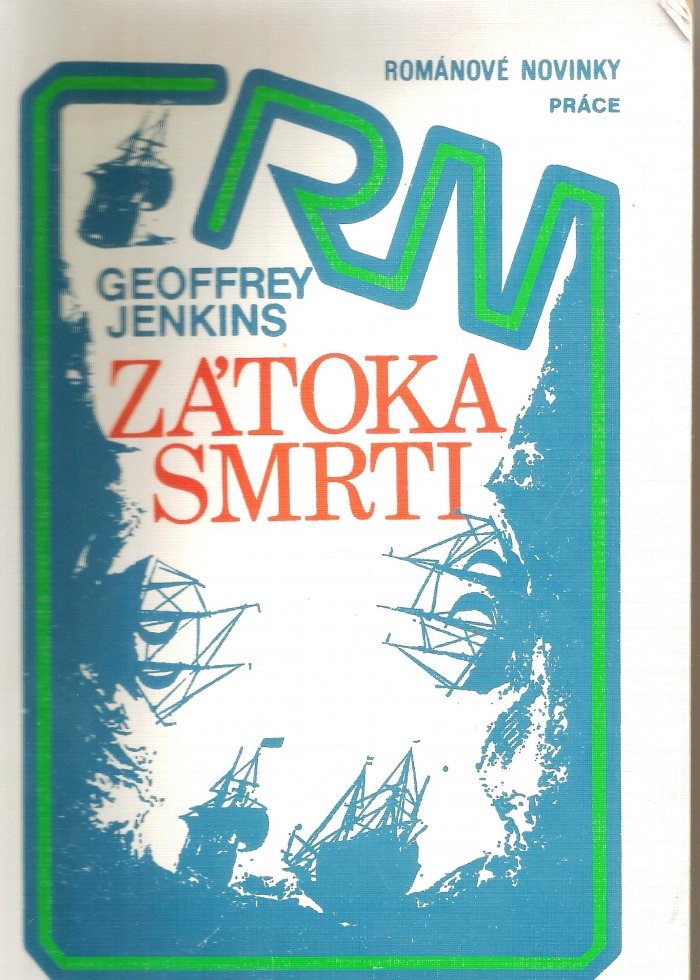 ROMÁNOVÉ NOVINKY
PRÁCE
RN
GEOFFREY
JENKINS
ZÁTOKA
SMRTI